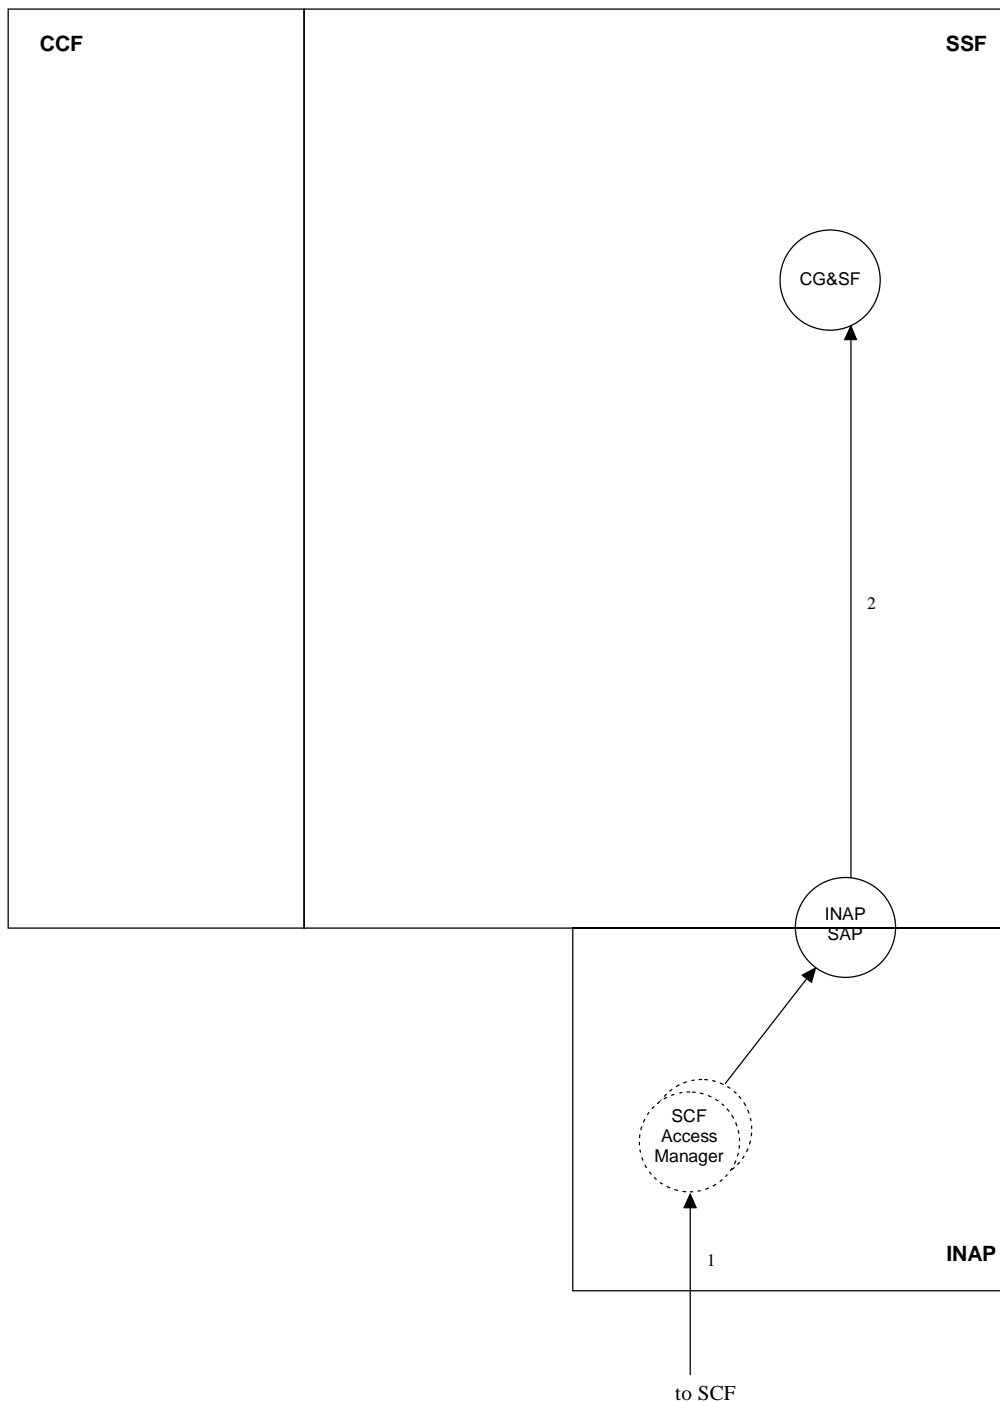 CCF
SSF
CG&SF
2
INAP
SAP
SCF
Access
Manager
1
INAP
to SCF